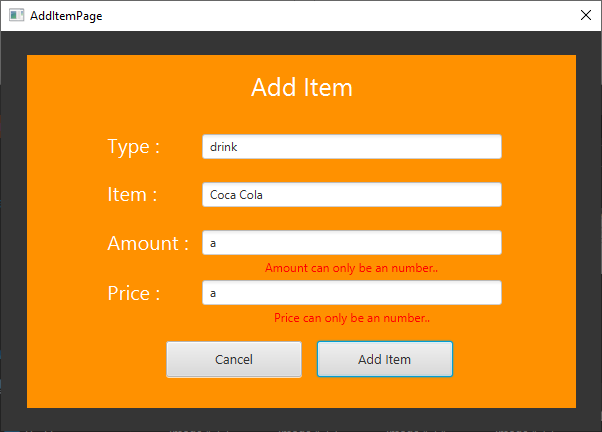 AddItemPage
Add Item
Type :
drink
Item :
Coca Cola
Amount :
a
Amount can only be an number..
Price :
a
Price can only be an number..
Cancel
Add Item